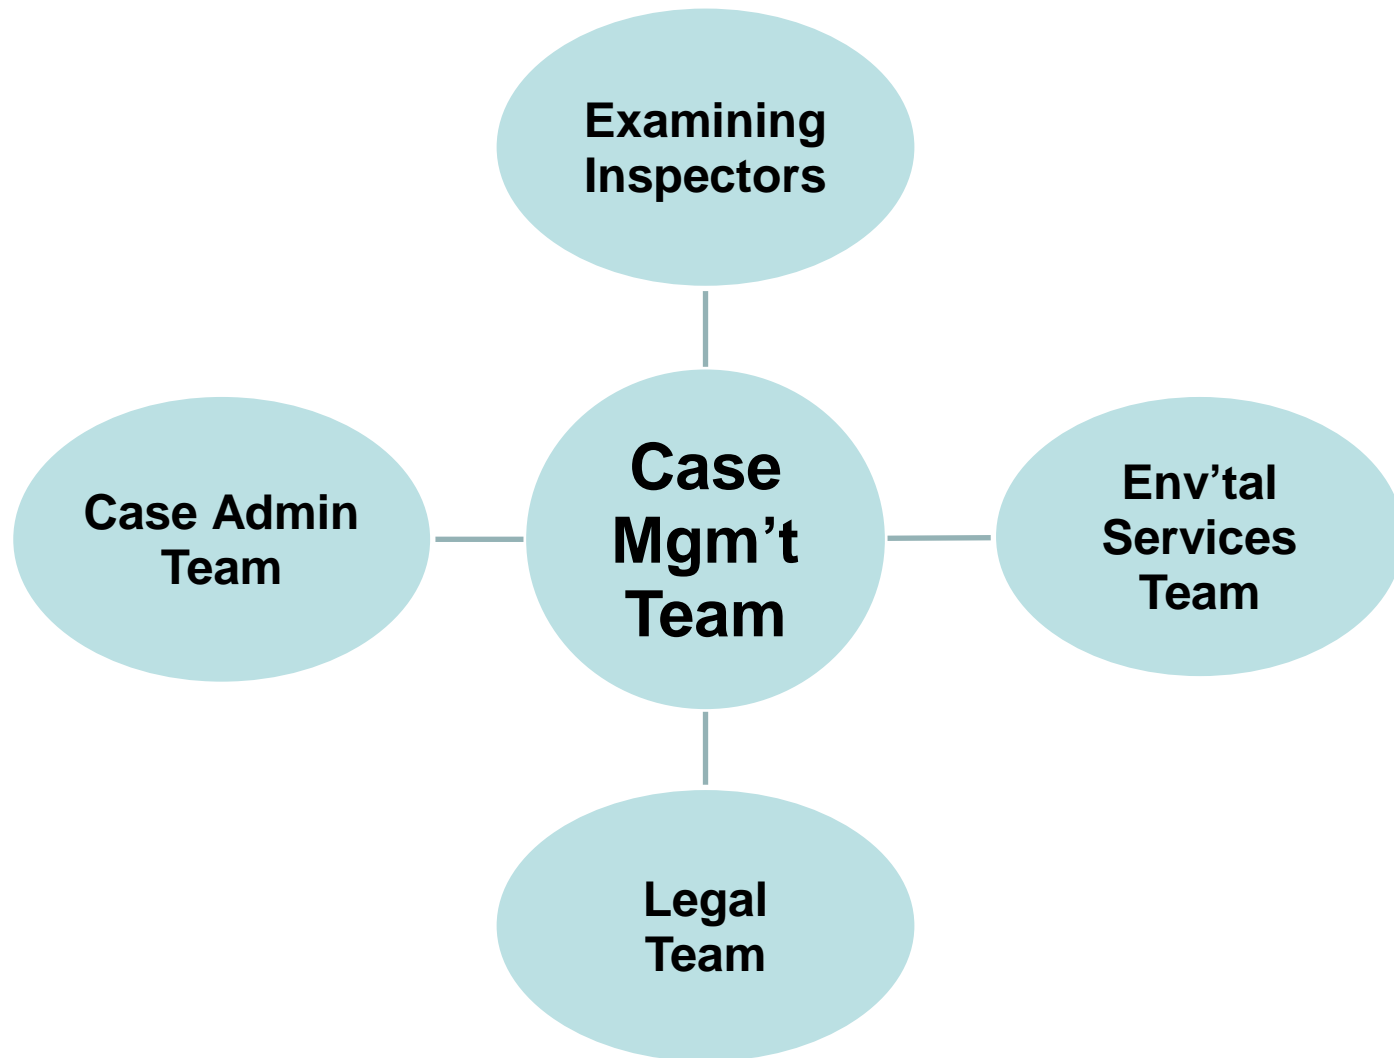 Examining
Inspectors
Case Admin
Team
Case
Mgm’t
Team
Env’tal
Services
Team
Legal
Team